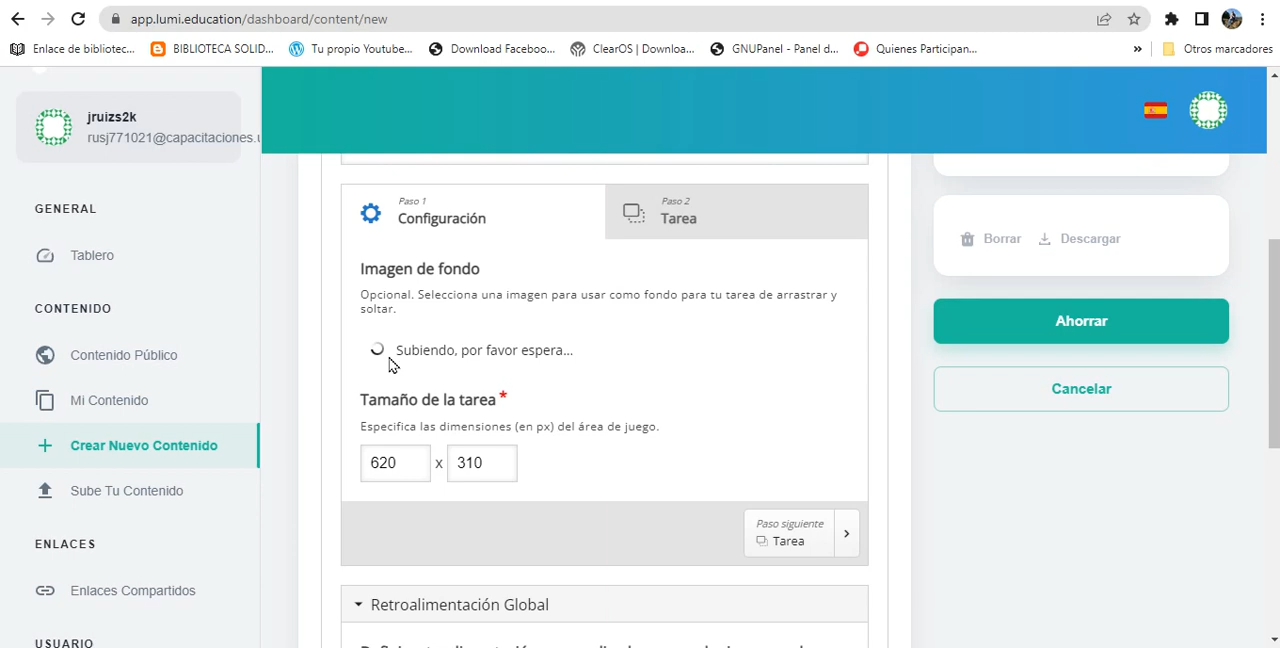 app.lumi.education/dashboard/content/new
Enlace de bibliotec...
BIBLIOTECA SOLID...
Tu propio Youtube...
Download Faceboo...
ClearOS | Downloa...
GNUPanel - Panel d...
Quienes Participan...
»
Otros marcadores
jruizs2k
rusj771021@capacitaciones.u
GENERAL
Tablero
CONTENIDO
Contenido Público
Mi Contenido
Crear Nuevo Contenido
Sube Tu Contenido
ENLACES
Enlaces Compartidos
USUARIO
Paso 1
Configuración
Paso 2
Tarea
Imagen de fondo
Opcional. Selecciona una imagen para usar como fondo para tu tarea de arrastrar y
soltar.
Subiendo, por favor espera...
Tamaño de la tarea *
Especifica las dimensiones (en px) del área de juego.
620 x 310
Paso siguiente
Tarea
Retroalimentación Global
Borrar
Descargar
Ahorrar
Cancelar